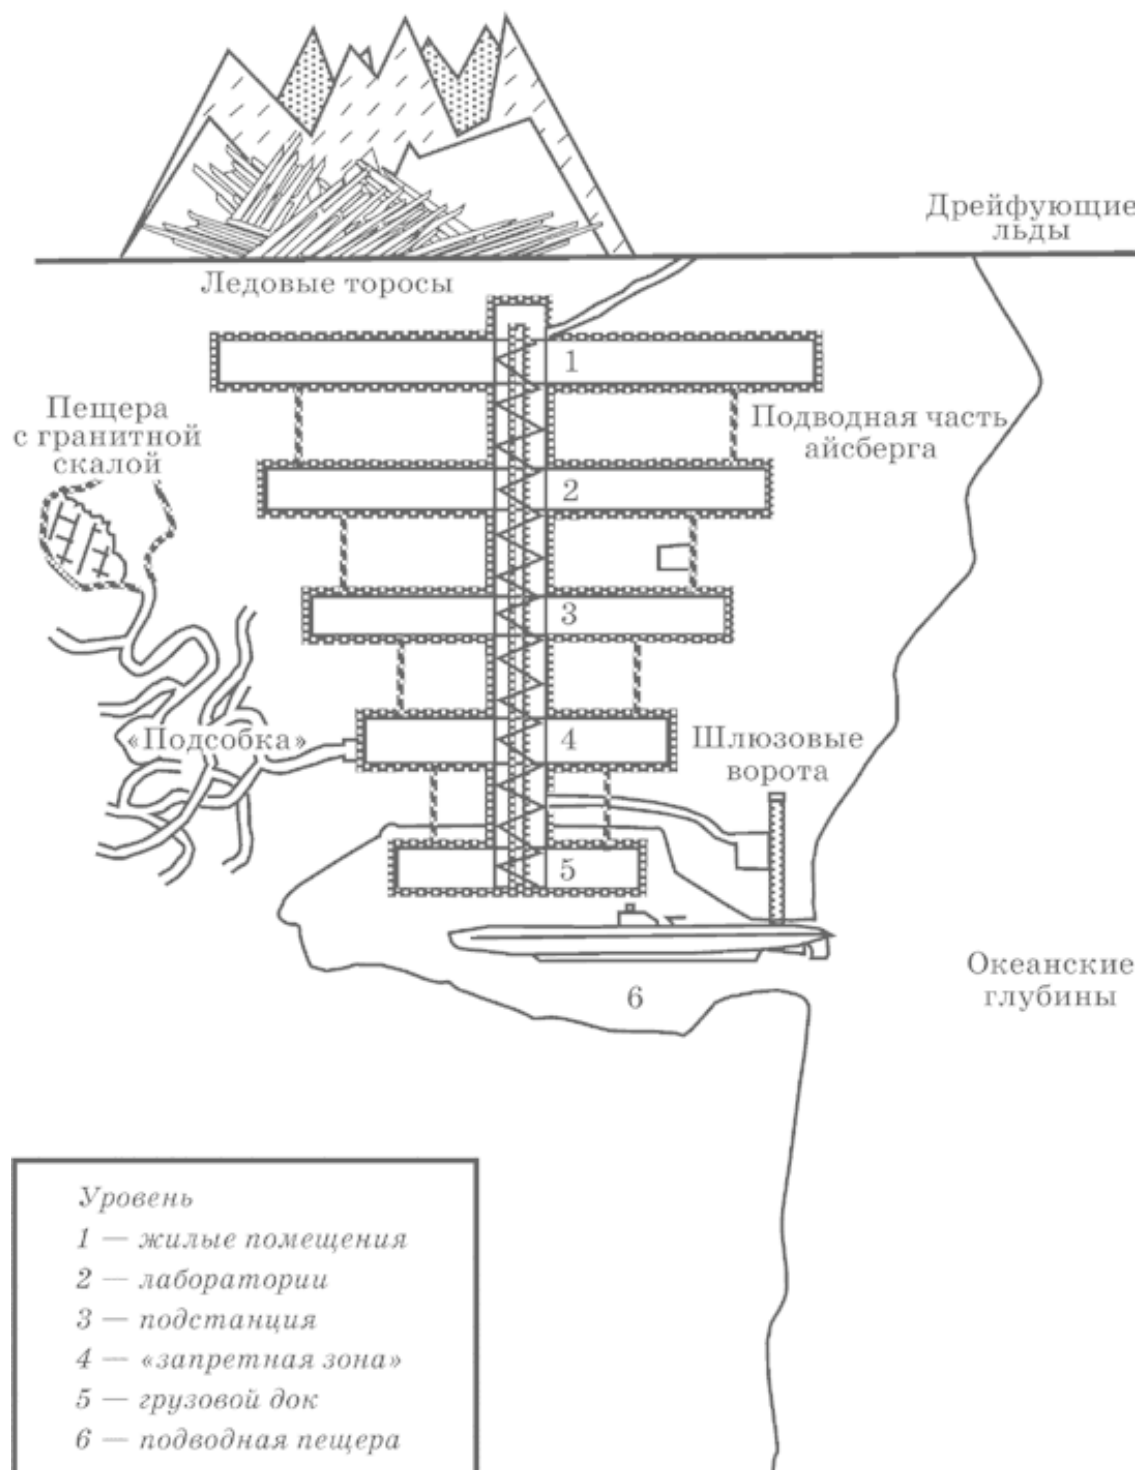 Дрейфующие
льды
Ледовые торосы
1
Пещера
с гранитной
скалой
Подводная часть
айсберга
2
3
«Подсобка»
4
Шлюзовые
ворота
5
Океанские
глубины
6
Уровень
1 — жилые помещения
2 — лаборатории
3 — подстанция
4 — «запретная зона»
5 — грузовой док
6 — подводная пещера